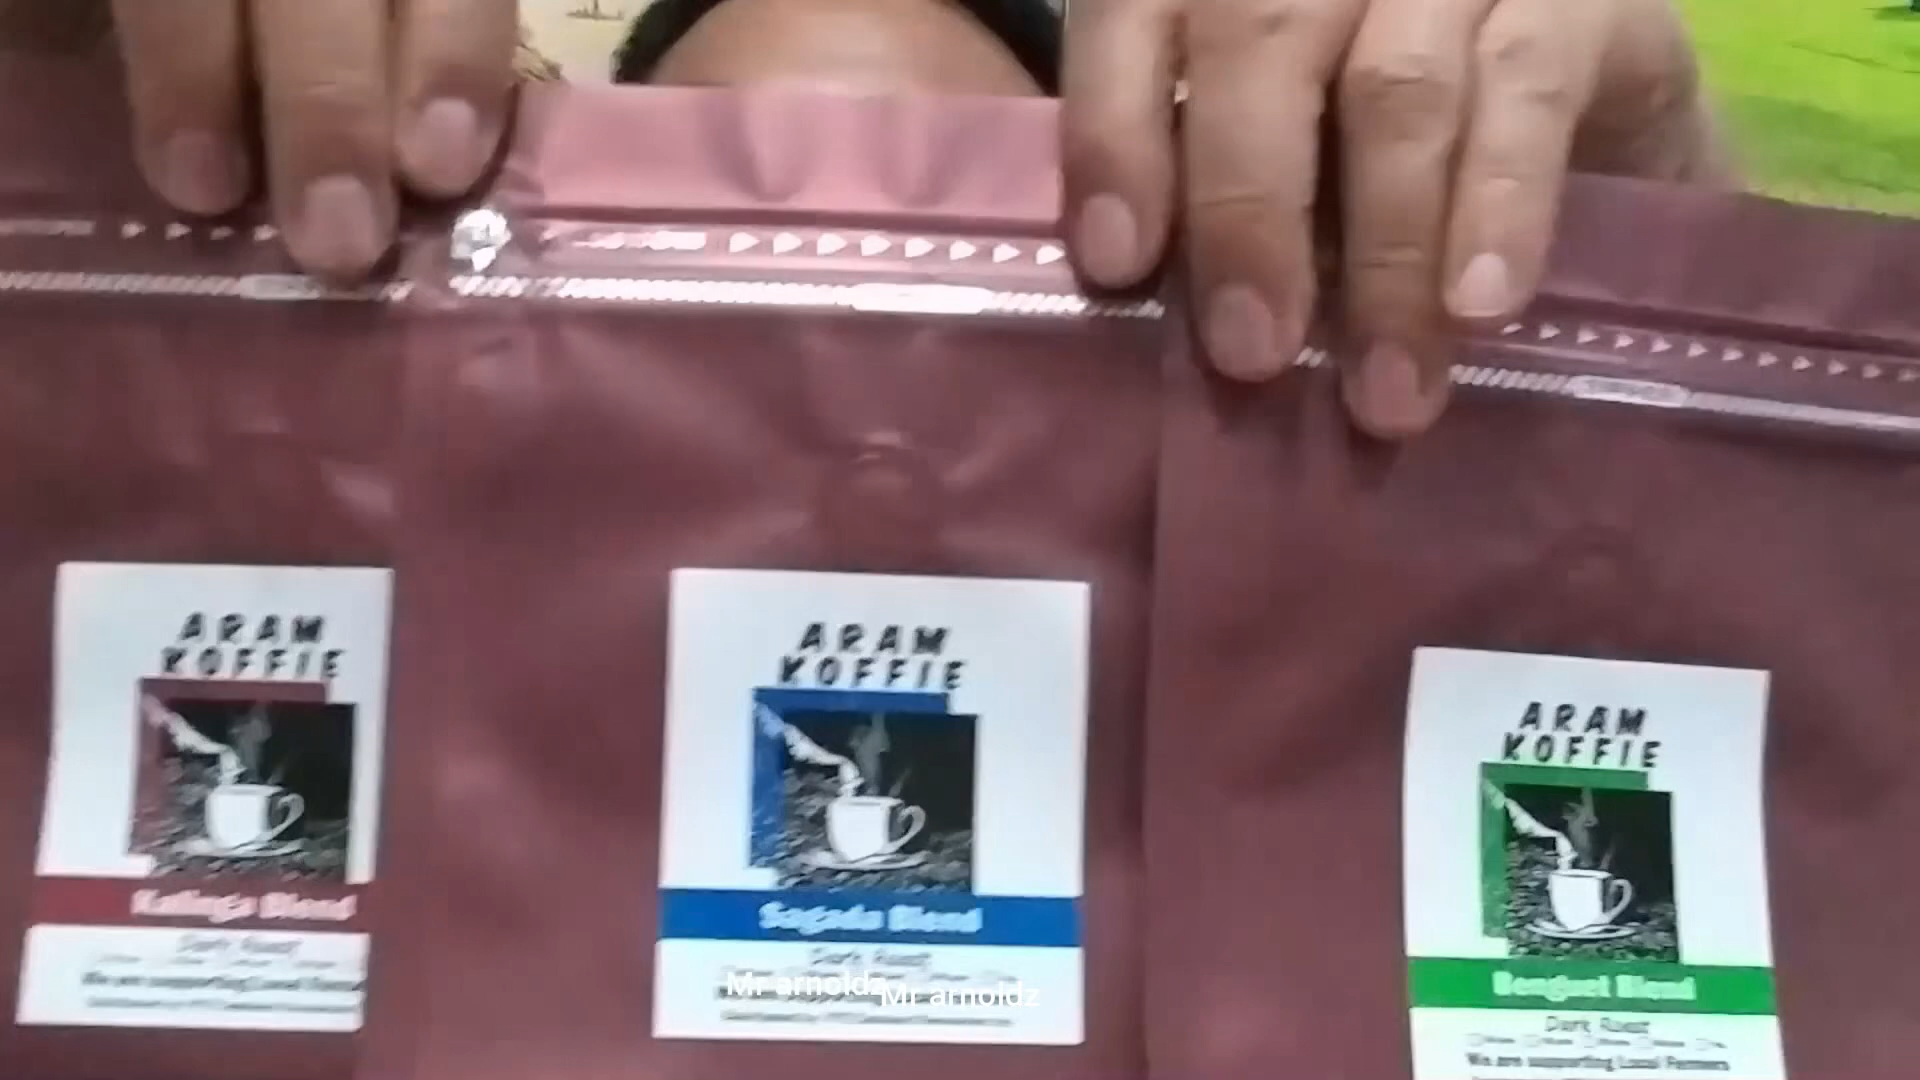 ARAM
KOFFIE
Kalinga Blend
Dark Roast
We are supporting Local
ARAM
KOFFIE
Sagada Blend
Dark Roast
Mr arnoldz
Mr arnoldz
ARAM
KOFFIE
Benguet Blend
Dark Roast
We are supporting Local Farmers